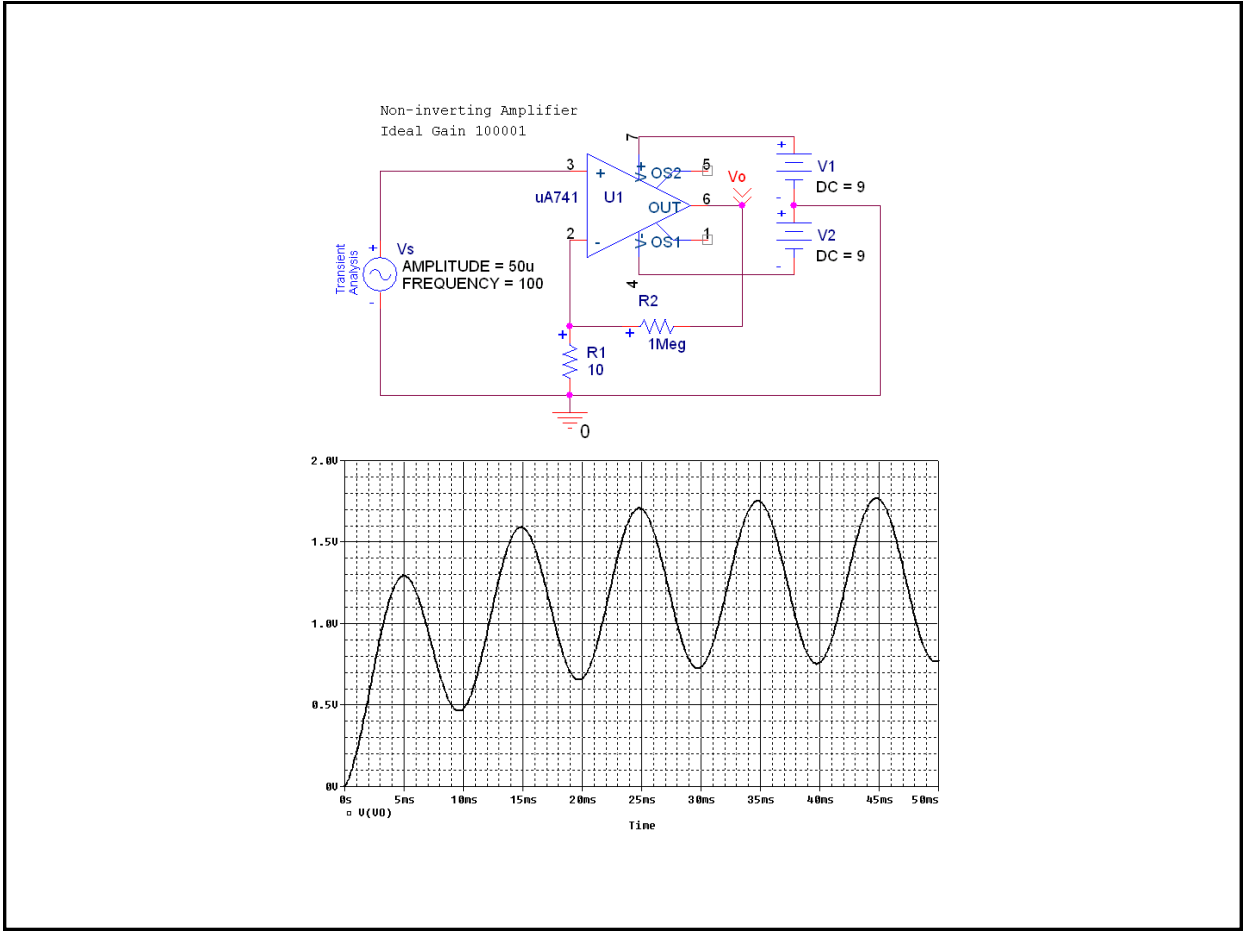 Non-inverting Amplifier
Ideal Gain 100001
7
3
+
V+
OS2
5
uA741
U1
Vo
6
OUT
2
-
V-
OS1
1
4
+
V1
DC = 9
-
+
V2
DC = 9
-
Transient
Analysis
+
Vs
AMPLITUDE = 50u
FREQUENCY = 100
-
R2
+
1Meg
+
R1
10
0
2.0V
1.5V
1.0V
0.5V
0V
0s 5ms 10ms 15ms 20ms 25ms 30ms 35ms 40ms 45ms 50ms
V(VO)
Time